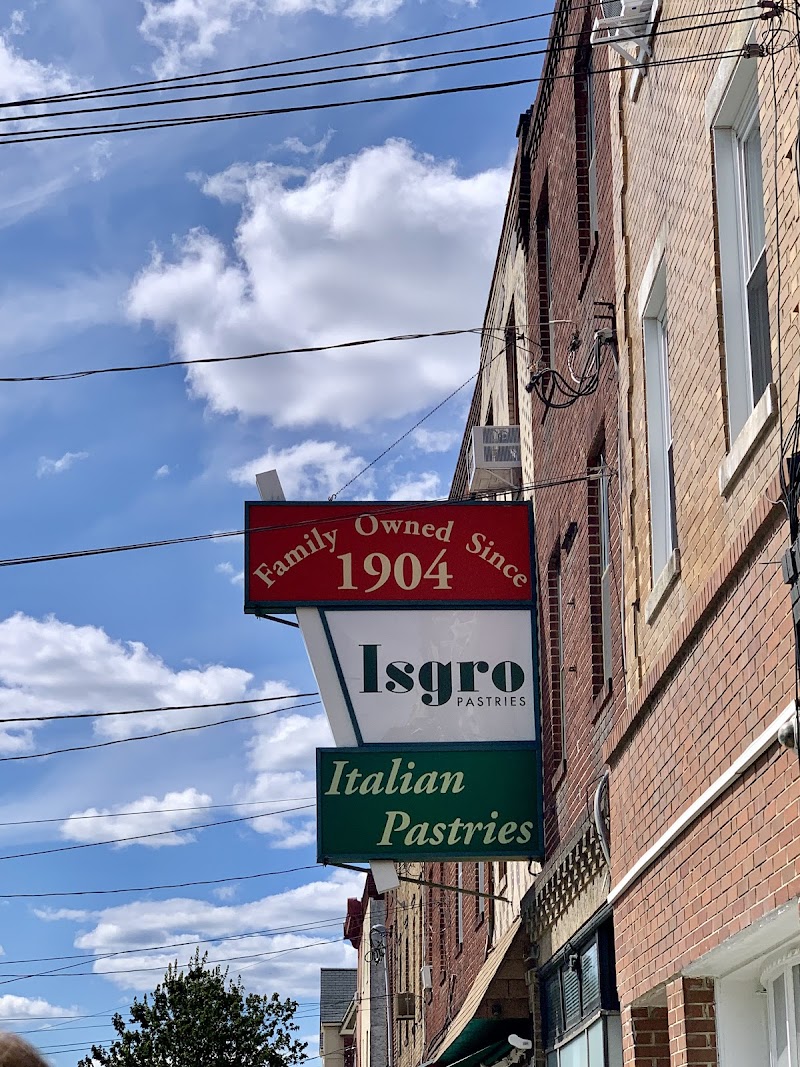 Family Owned Since
1904
Isgro
PASTRIES
Italian
Pastries